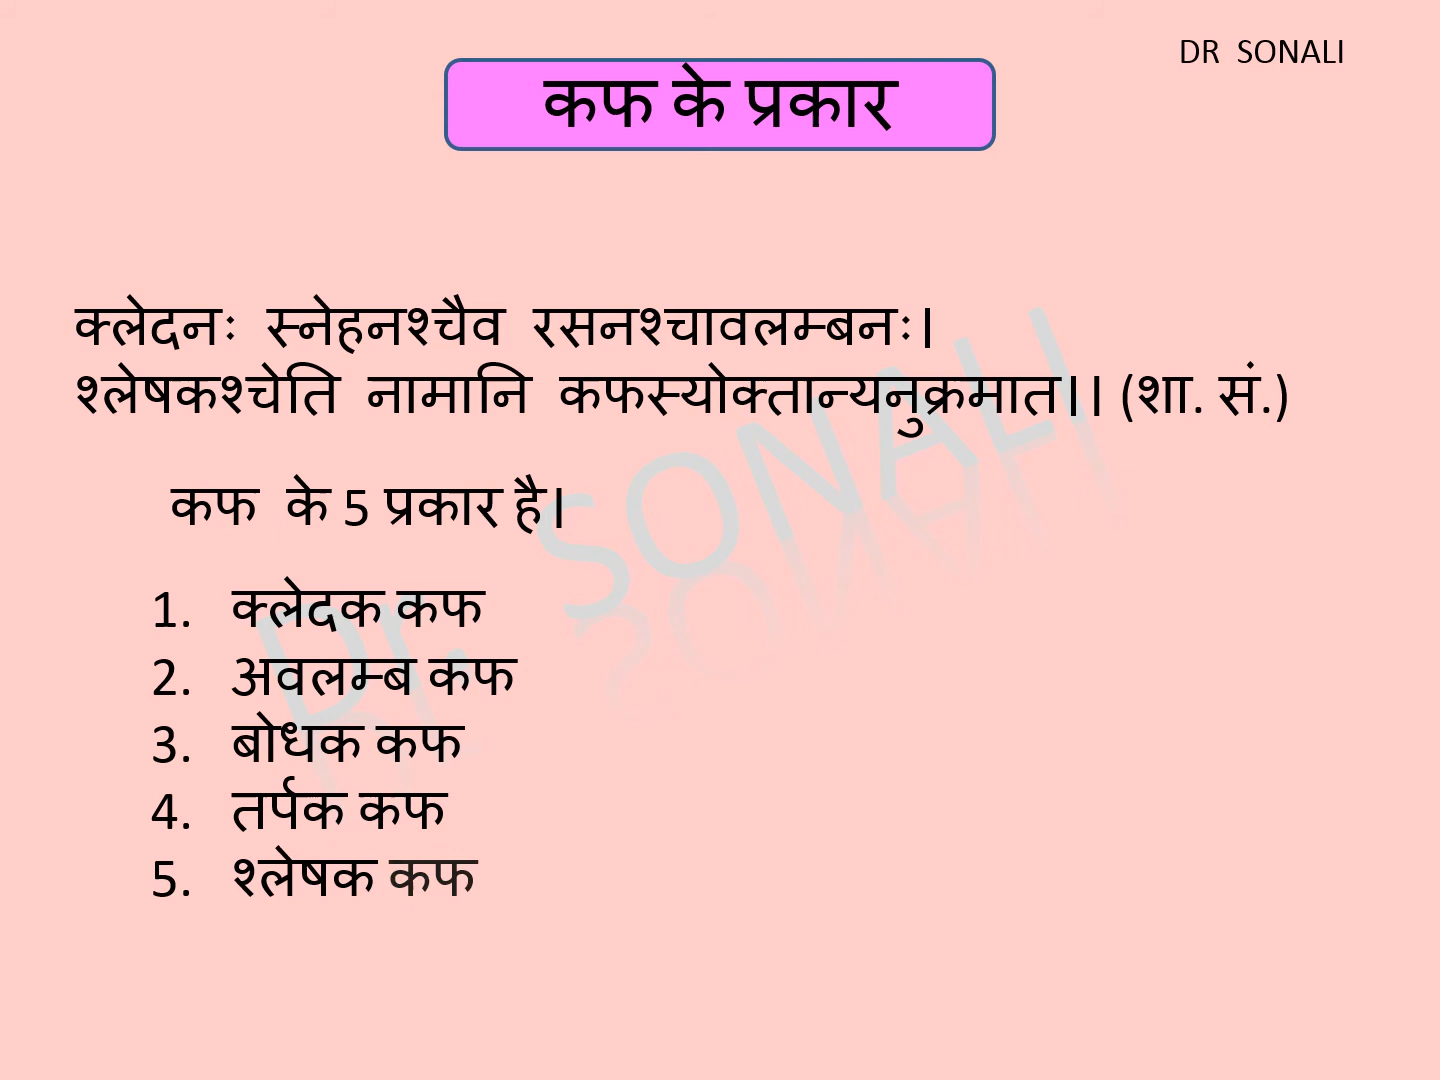 DR SONALI
कफ के प्रकार
क्लेदनः स्नेहनश्चैव रसनश्चावलम्बनः।
श्लेषकश्चेति नामानि कफस्योक्तान्यनुक्रमात।। (शा. सं.)
कफ के 5 प्रकार है।
1. क्लेदक कफ
2. अवलम्ब कफ
3. बोधक कफ
4. तर्पक कफ
5. श्लेषक कफ
Dr. SONALI